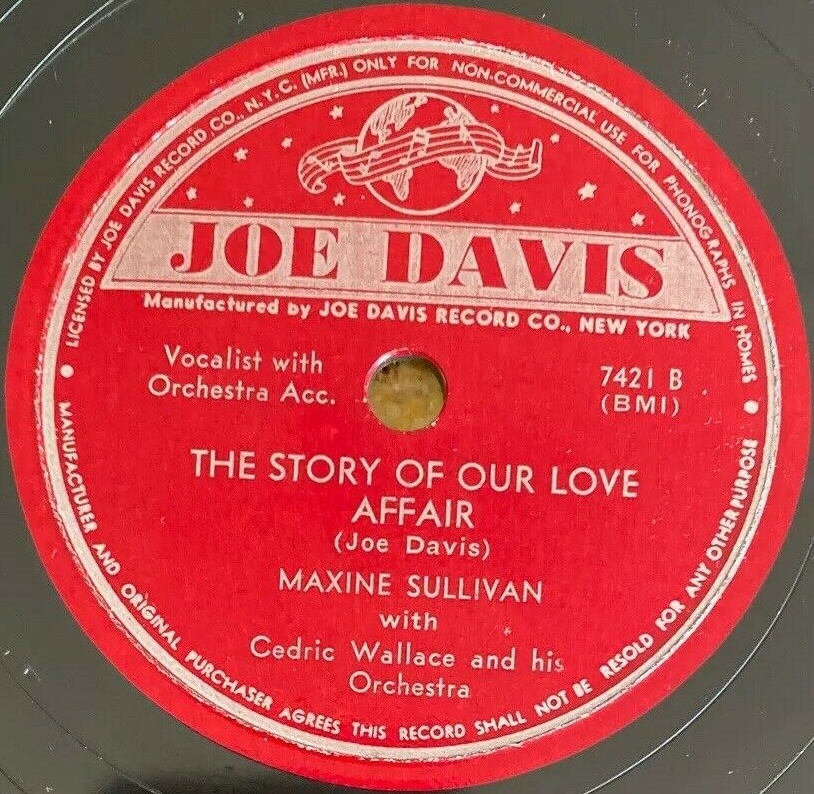 LICENSED BY JOE DAVIS RECORD CO., N.Y.C. (MFR.) ONLY FOR NON-COMMERCIAL USE FOR PHONOGRAPHS IN HOMES
JOE DAVIS
Manufactured by JOE DAVIS RECORD CO., NEW YORK
Vocalist with
Orchestra Acc.
7421 B
(BMI)
THE STORY OF OUR LOVE
AFFAIR
(Joe Davis)
MAXINE SULLIVAN
with
Cedric Wallace and his
Orchestra
MANUFACTURER AND ORIGINAL PURCHASER AGREES THIS RECORD SHALL NOT BE RESOLD FOR ANY OTHER PURPOSE